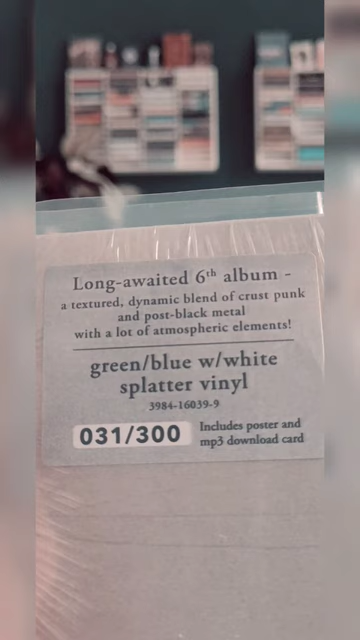 Long-awaited 6th album -
a textured, dynamic blend of crust punk
and post-black metal
with a lot of atmospheric elements!
green/blue w/white
splatter vinyl
3984-16039-9
031/300
Includes poster and
mp3 download card